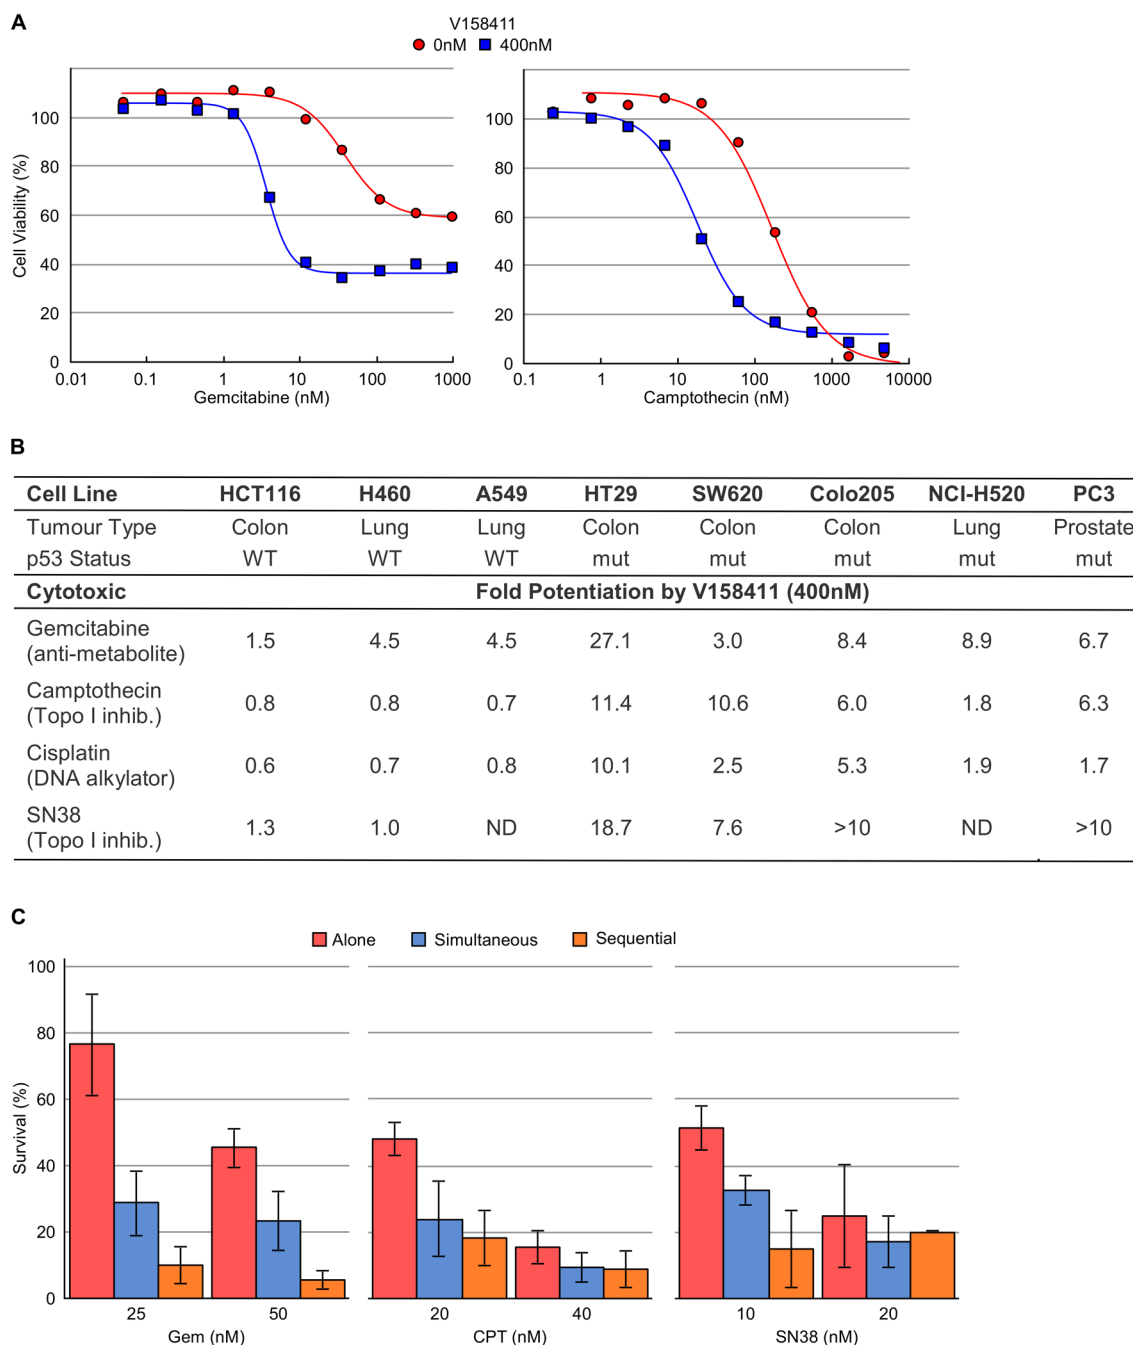 A
V158411
0nM 400nM
Cell Viability (%)
100
80
60
40
20
0
0.01 0.1 1 10 100 1000
Gemcitabine (nM)
100
80
60
40
20
0
0.1 1 10 100 1000 10000
Camptothecin (nM)
B
Cell Line HCT116 H460 A549 HT29 SW620 Colo205 NCI-H520 PC3
Tumour Type Colon Lung Lung Colon Colon Colon Lung Prostate
p53 Status WT WT WT mut mut mut mut mut
Cytotoxic Fold Potentiation by V158411 (400nM)
Gemcitabine
(anti-metabolite) 1.5 4.5 4.5 27.1 3.0 8.4 8.9 6.7
Camptothecin
(Topo I inhib.) 0.8 0.8 0.7 11.4 10.6 6.0 1.8 6.3
Cisplatin
(DNA alkylator) 0.6 0.7 0.8 10.1 2.5 5.3 1.9 1.7
SN38
(Topo I inhib.) 1.3 1.0 ND 18.7 7.6 >10 ND >10
C
Alone Simultaneous Sequential
Survival (%)
100
80
60
40
20
0
25 50
Gem (nM)
20 40
CPT (nM)
10 20
SN38 (nM)